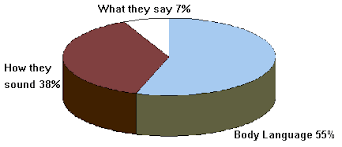 What they say 7%
How they
sound 38%
Body Language 55%